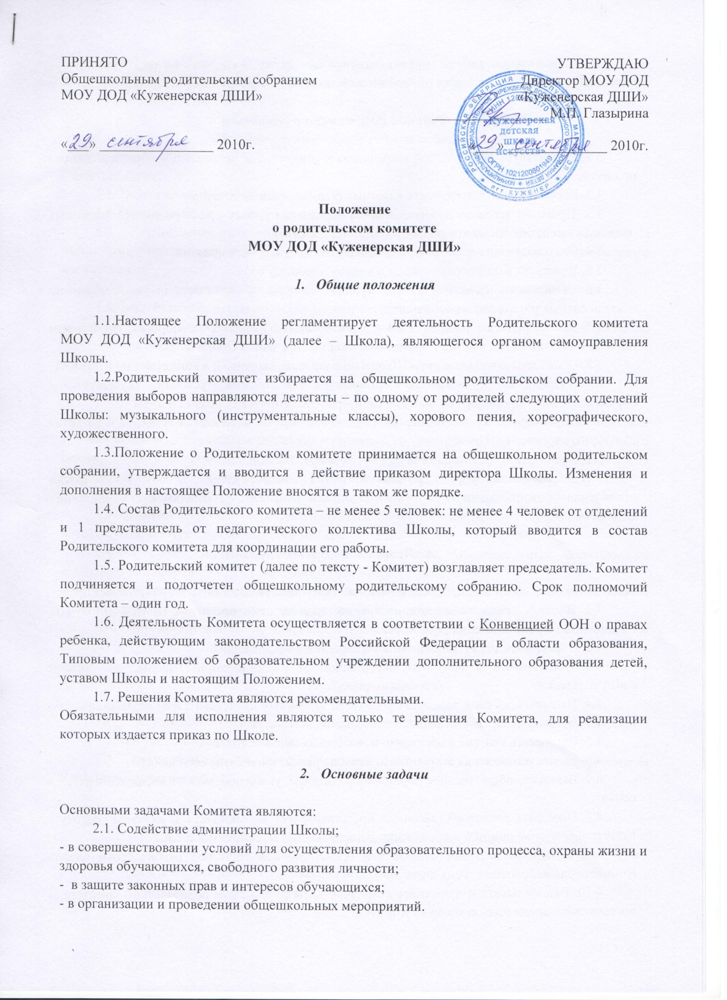 ПРИНЯТО
Общешкольным родительским собранием
МОУ ДОД «Куженерская ДШИ»
«29» сентября 2010г.
УТВЕРЖДАЮ
Директор МОУ ДОД
«Куженерская ДШИ»
М.П. Глазырина
«29» сентября 2010г.
РОССИЙСКАЯ ФЕДЕРАЦИЯ * РЕСПУБЛИКА МАРИЙ ЭЛ * пгт КУЖЕНЕР *
ОГРН 1021200601949
«Куженерская
детская
школа
искусств»
Положение
о родительском комитете
МОУ ДОД «Куженерская ДШИ»
1. Общие положения
1.1.Настоящее Положение регламентирует деятельность Родительского комитета
МОУ ДОД «Куженерская ДШИ» (далее – Школа), являющегося органом самоуправления
Школы.
1.2.Родительский комитет избирается на общешкольном родительском собрании. Для
проведения выборов направляются делегаты – по одному от родителей следующих отделений
Школы: музыкального (инструментальные классы), хорового пения, хореографического,
художественного.
1.3.Положение о Родительском комитете принимается на общешкольном родительском
собрании, утверждается и вводится в действие приказом директора Школы. Изменения и
дополнения в настоящее Положение вносятся в таком же порядке.
1.4. Состав Родительского комитета – не менее 5 человек: не менее 4 человек от отделений
и 1 представитель от педагогического коллектива Школы, который вводится в состав
Родительского комитета для координации его работы.
1.5. Родительский комитет (далее по тексту - Комитет) возглавляет председатель. Комитет
подчиняется и подотчетен общешкольному родительскому собранию. Срок полномочий
Комитета – один год.
1.6. Деятельность Комитета осуществляется в соответствии с Конвенцией ООН о правах
ребенка, действующим законодательством Российской Федерации в области образования,
Типовым положением об образовательном учреждении дополнительного образования детей,
уставом Школы и настоящим Положением.
1.7. Решения Комитета являются рекомендательными.
Обязательными для исполнения являются только те решения Комитета, для реализации
которых издается приказ по Школе.
2. Основные задачи
Основными задачами Комитета являются:
2.1. Содействие администрации Школы;
- в совершенствовании условий для осуществления образовательного процесса, охраны жизни и
здоровья обучающихся, свободного развития личности;
- в защите законных прав и интересов обучающихся;
- в организации и проведении общешкольных мероприятий.